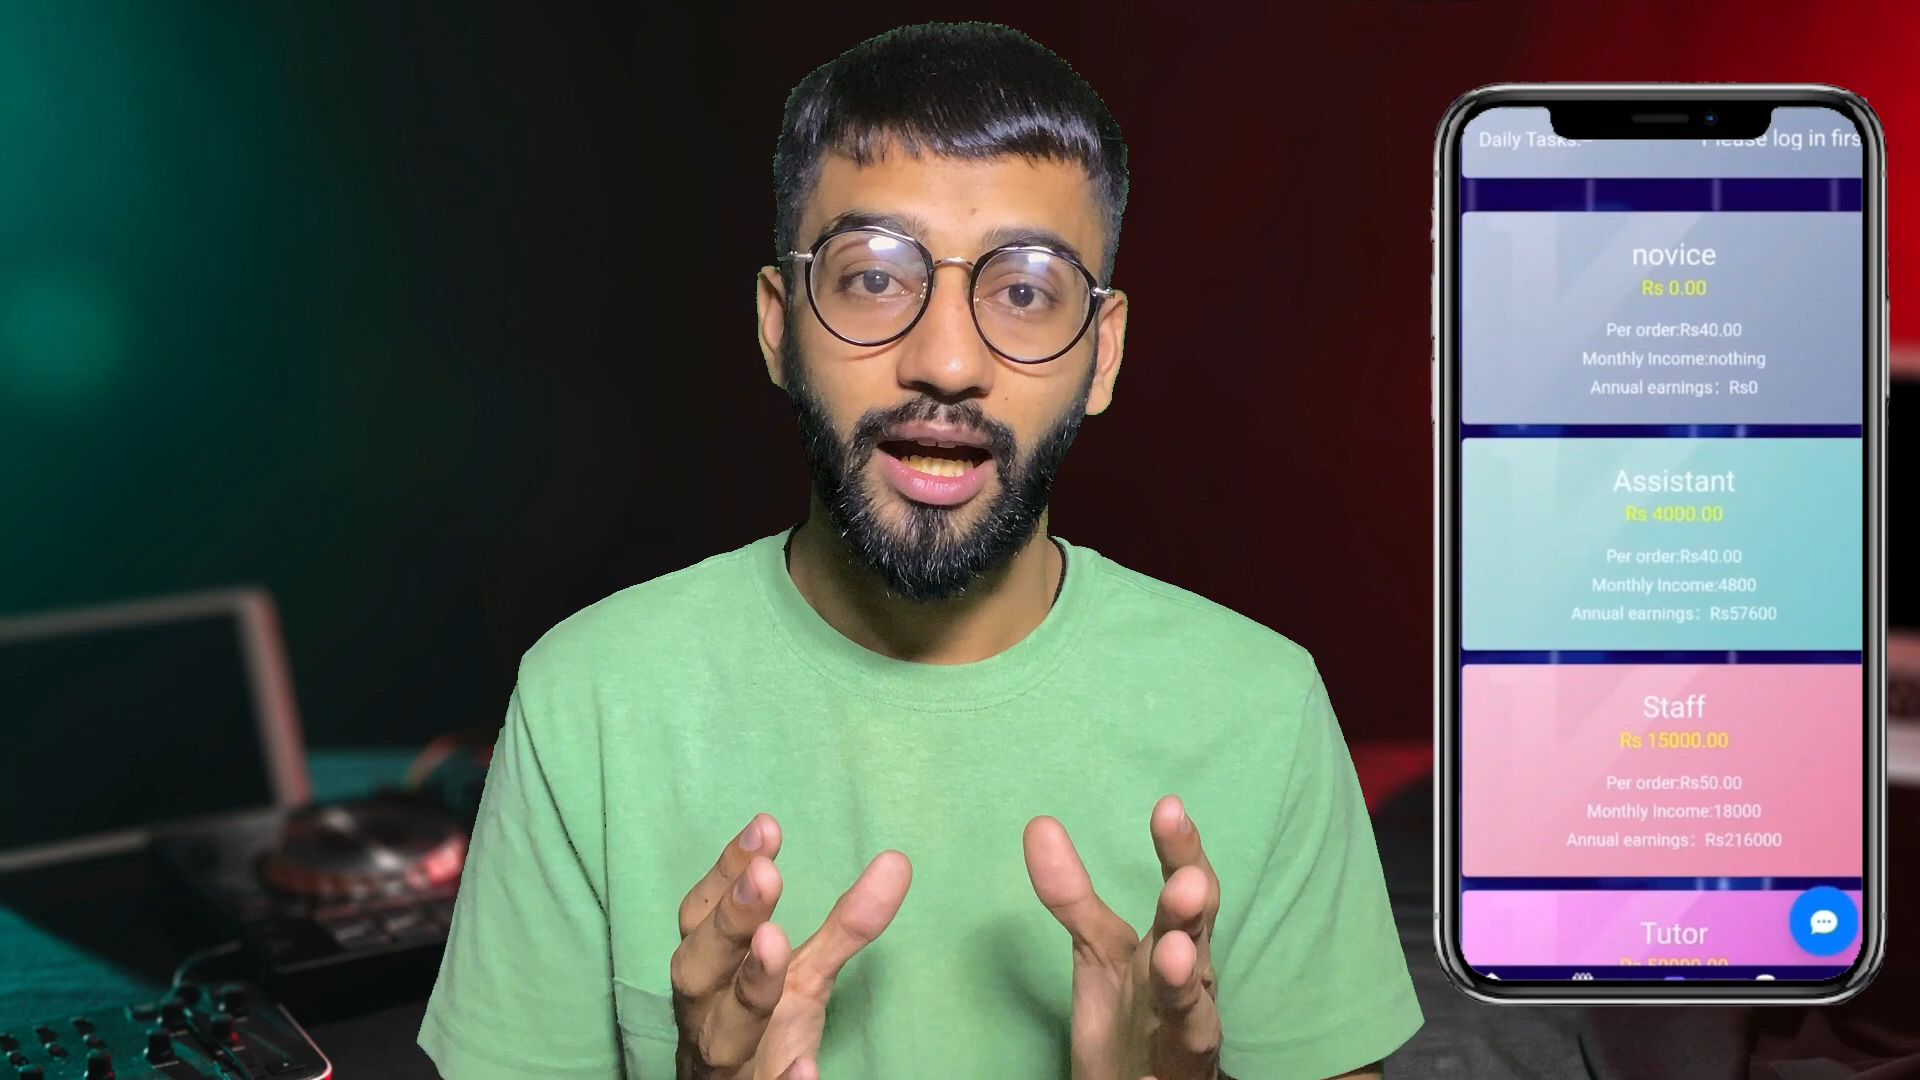 Daily Tasks:
log in firs
novice
Rs 0.00
Per order:Rs40.00
Monthly Income:nothing
Annual earnings：Rs0
Assistant
Rs 4000.00
Per order:Rs40.00
Monthly Income:4800
Annual earnings：Rs57600
Staff
Rs 15000.00
Per order:Rs50.00
Monthly Income:18000
Annual earnings：Rs216000
Tutor